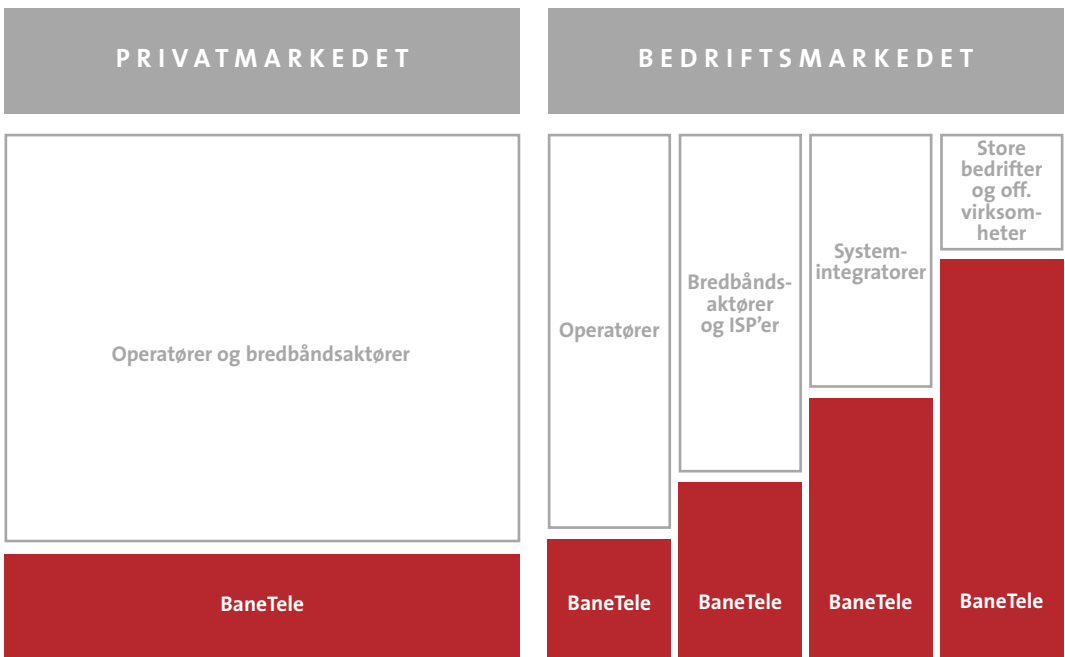 PRIVATMARKEDET
BEDRIFTSMARKEDET
Operatører og bredbåndsaktører
Operatører
Bredbånds-
aktører
og ISP’er
System-
integratorer
Store
bedrifter
og off.
virksom-
heter
BaneTele
BaneTele
BaneTele
BaneTele
BaneTele